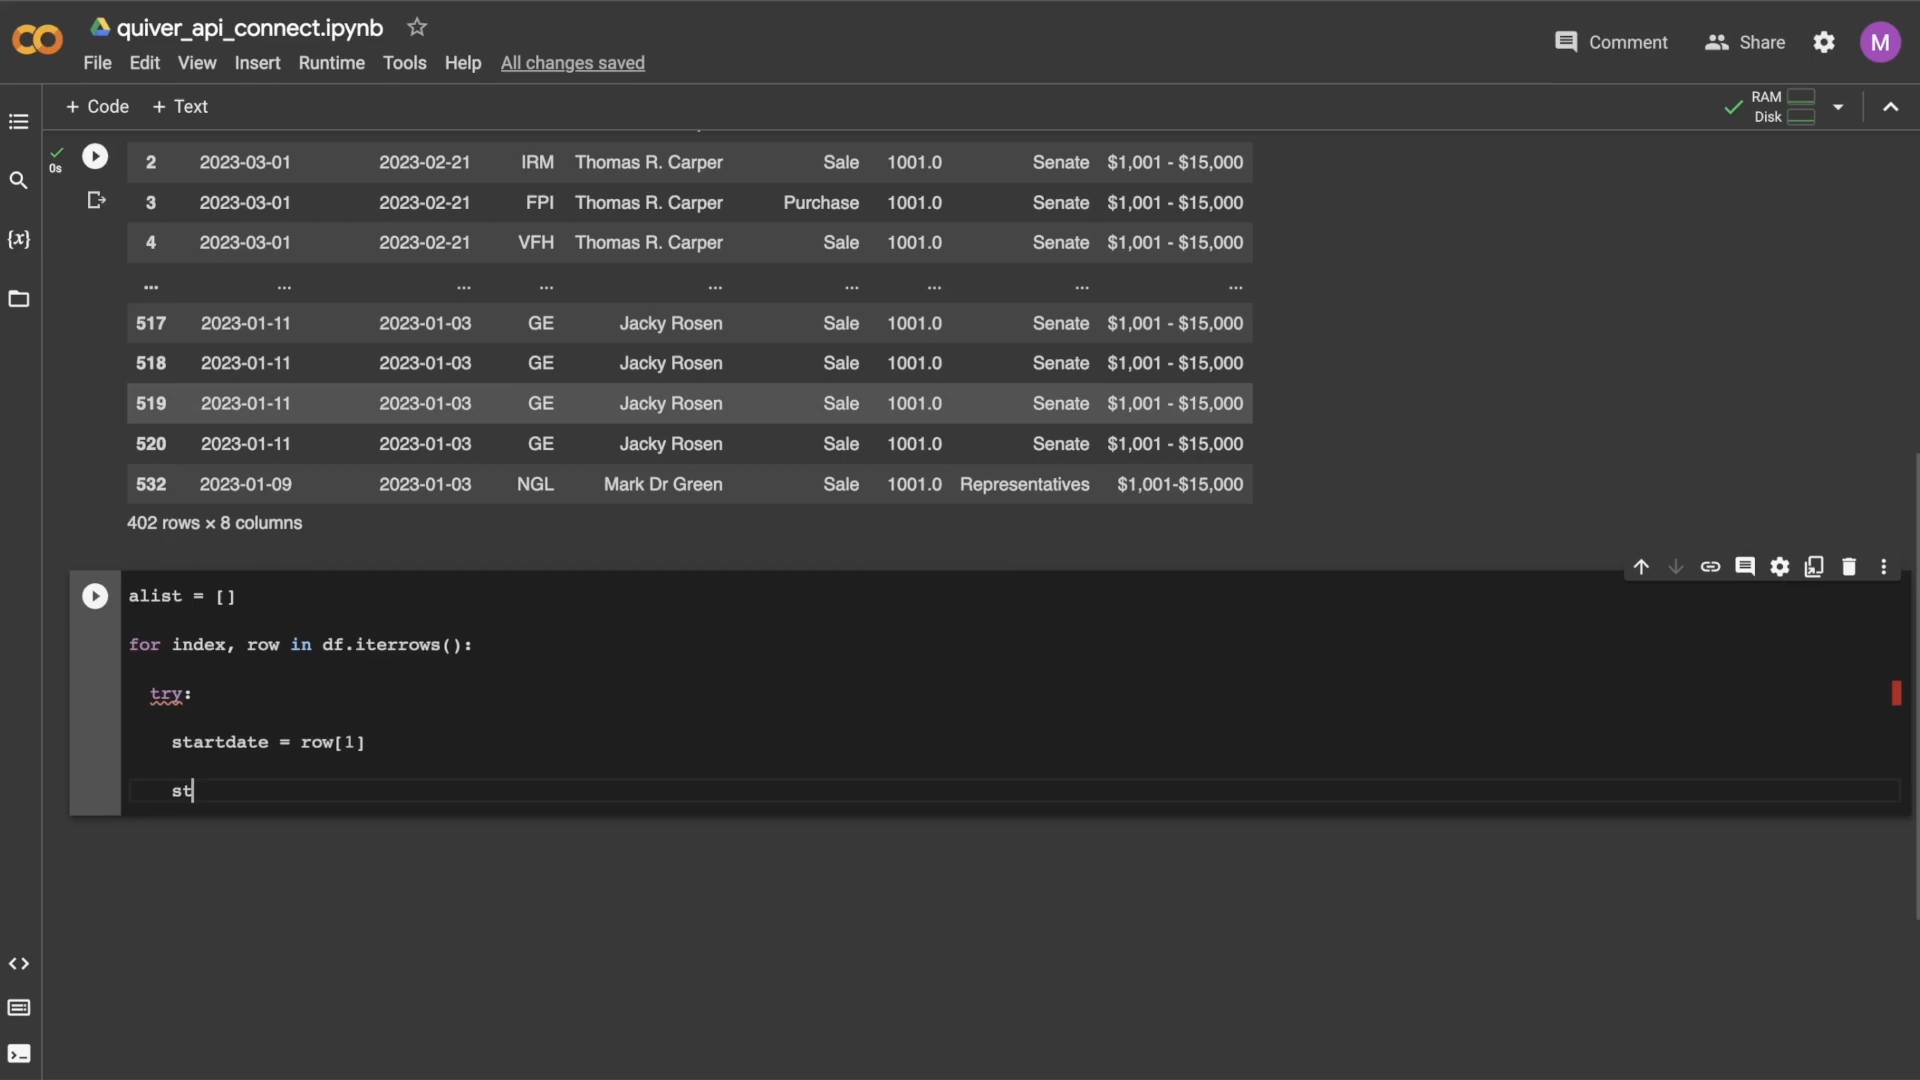 quiver_api_connect.ipynb
File Edit View Insert Runtime Tools Help All changes saved
Comment Share M
+ Code + Text
RAM
Disk
0s
2 2023-03-01 2023-02-21 IRM Thomas R. Carper Sale 1001.0 Senate $1,001 - $15,000
3 2023-03-01 2023-02-21 FPI Thomas R. Carper Purchase 1001.0 Senate $1,001 - $15,000
4 2023-03-01 2023-02-21 VFH Thomas R. Carper Sale 1001.0 Senate $1,001 - $15,000
... ... ... ... ... ... ... ... ...
517 2023-01-11 2023-01-03 GE Jacky Rosen Sale 1001.0 Senate $1,001 - $15,000
518 2023-01-11 2023-01-03 GE Jacky Rosen Sale 1001.0 Senate $1,001 - $15,000
519 2023-01-11 2023-01-03 GE Jacky Rosen Sale 1001.0 Senate $1,001 - $15,000
520 2023-01-11 2023-01-03 GE Jacky Rosen Sale 1001.0 Senate $1,001 - $15,000
532 2023-01-09 2023-01-03 NGL Mark Dr Green Sale 1001.0 Representatives $1,001-$15,000
402 rows × 8 columns
alist = []
for index, row in df.iterrows():
try:
startdate = row[1]
st